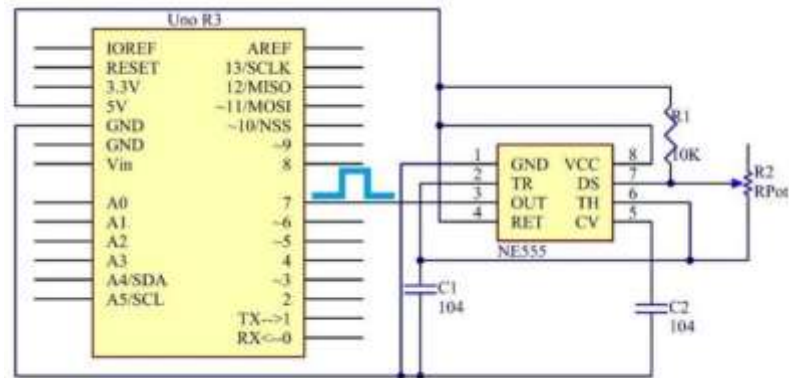 Uno R3
IOREF AREF
RESET 13/SCLK
3.3V 12/MISO
5V ~11/MOSI
GND ~10/NSS
GND ~9
Vin 8
A0 7
A1 ~6
A2 ~5
A3 4
A4/SDA ~3
A5/SCL 2
TX-->1
RX<--0
1 GND VCC 8
2 TR DS 7
3 OUT TH 6
4 RET CV 5
NE555
R1
10K
R2
RPot
C1
104
C2
104